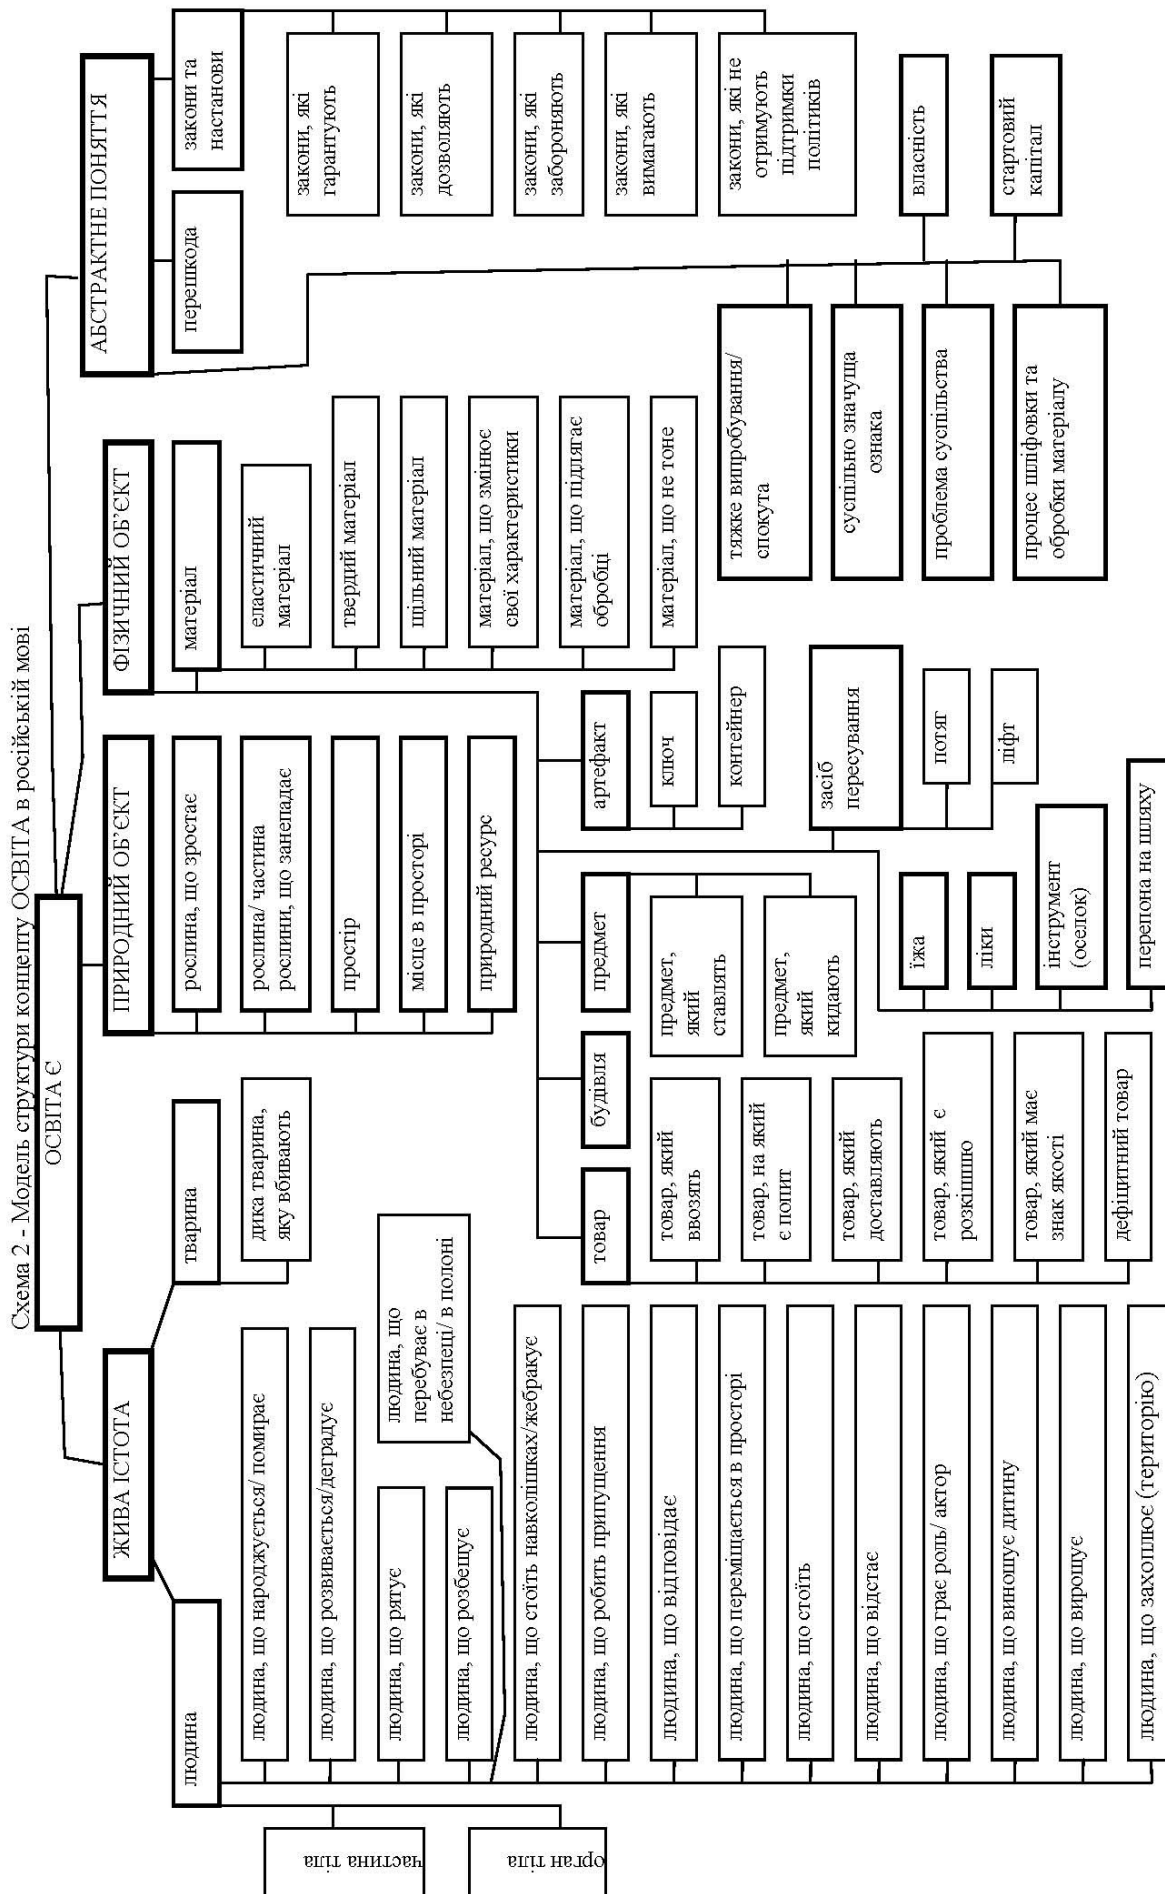 Схема 2 - Модель структури концепту ОСВІТА в російській мові
ОСВІТА Є
ЖИВА ІСТОТА
ПРИРОДНИЙ ОБ'ЄКТ
ФІЗИЧНИЙ ОБ'ЄКТ
АБСТРАКТНЕ ПОНЯТТЯ
людина
частина тіла
орган тіла
людина, що народжується/ помирає
людина, що розвивається/деградує
людина, що рятує
людина, що розбещує
людина, що
перебуває в
небезпеці/ в полоні
людина, що стоїть навколішках/жебракує
людина, що робить припущення
людина, що відповідає
людина, що переміщається в просторі
людина, що стоїть
людина, що відстає
людина, що грає роль/ актор
людина, що виношує дитину
людина, що вирощує
людина, що захоплює (територію)
тварина
дика тварина,
яку вбивають
рослина, що зростає
рослина/ частина
рослини, що занепадає
простір
місце в просторі
природний ресурс
матеріал
еластичний
матеріал
твердий матеріал
щільний матеріал
матеріал, що змінює
свої характеристики
матеріал, що підлягає
обробці
матеріал, що не тоне
товар
товар, який
ввозять
товар, на який
є попит
товар, який
доставляють
товар, який є
розкішшю
товар, який має
знак якості
дефіцитний товар
будівля
предмет
предмет,
який
ставлять
предмет,
який
кидають
артефакт
ключ
контейнер
засіб
пересування
потяг
ліфт
їжа
ліки
інструмент
(оселок)
перепона на шляху
перешкода
закони та
настанови
закони, які
гарантують
закони, які
дозволяють
закони, які
забороняють
закони, які
вимагають
закони, які не
отримують
підтримки
політиків
тяжке випробування/
спокута
суспільно значуща
ознака
проблема суспільства
процес шліфовки та
обробки матеріалу
власність
стартовий
капітал